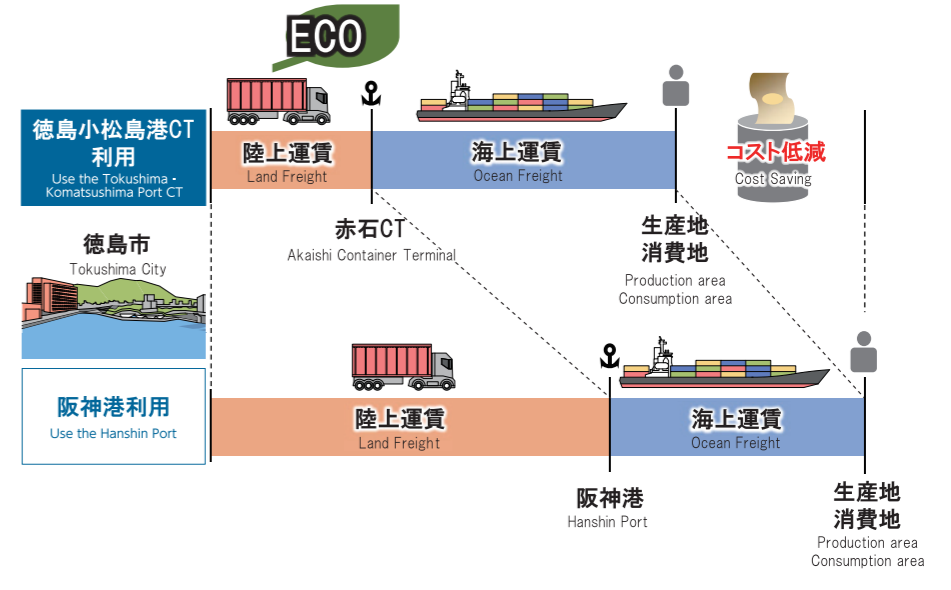 ECO
徳島小松島港CT
利用
Use the Tokushima・
Komatsushima Port CT
陸上運賃
Land Freight
海上運賃
Ocean Freight
コスト低減
Cost Saving
赤石CT
Akaishi Container Terminal
生産地
消費地
Production area
Consumption area
徳島市
Tokushima City
阪神港利用
Use the Hanshin Port
陸上運賃
Land Freight
海上運賃
Ocean Freight
阪神港
Hanshin Port
生産地
消費地
Production area
Consumption area